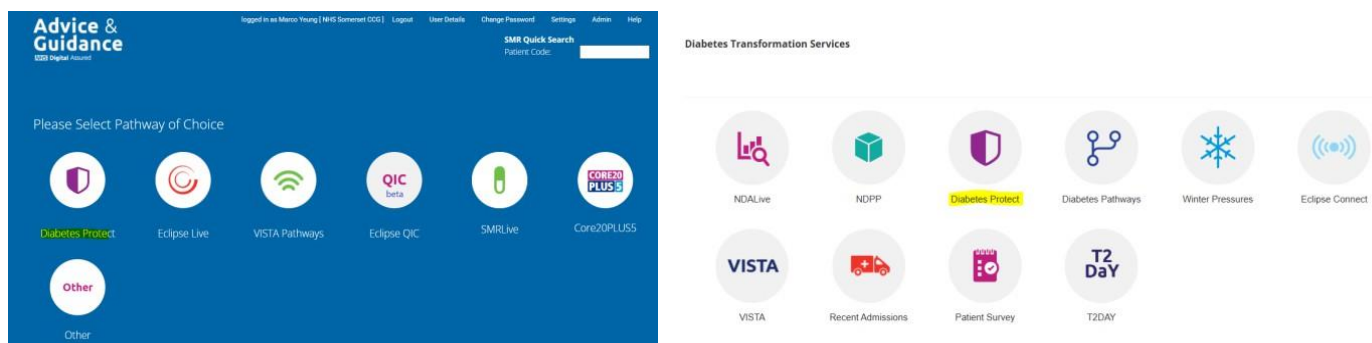 Advice &
Guidance
NHS Digital Assured
logged in as Marco Yeung [ NHS Somerset CCG ] Logout User Details Change Password Settings Admin Help
SMR Quick Search
Patient Code:
Please Select Pathway of Choice
QIC
beta
CORE20
PLUS 5
Diabetes Protect Eclipse Live VISTA Pathways Eclipse QIC SMRLive Core20PLUS5
Other
Other
Diabetes Transformation Services
NDALive NDPP Diabetes Protect Diabetes Pathways Winter Pressures Eclipse Connect
VISTA
T2
DaY
VISTA Recent Admissions Patient Survey T2DAY